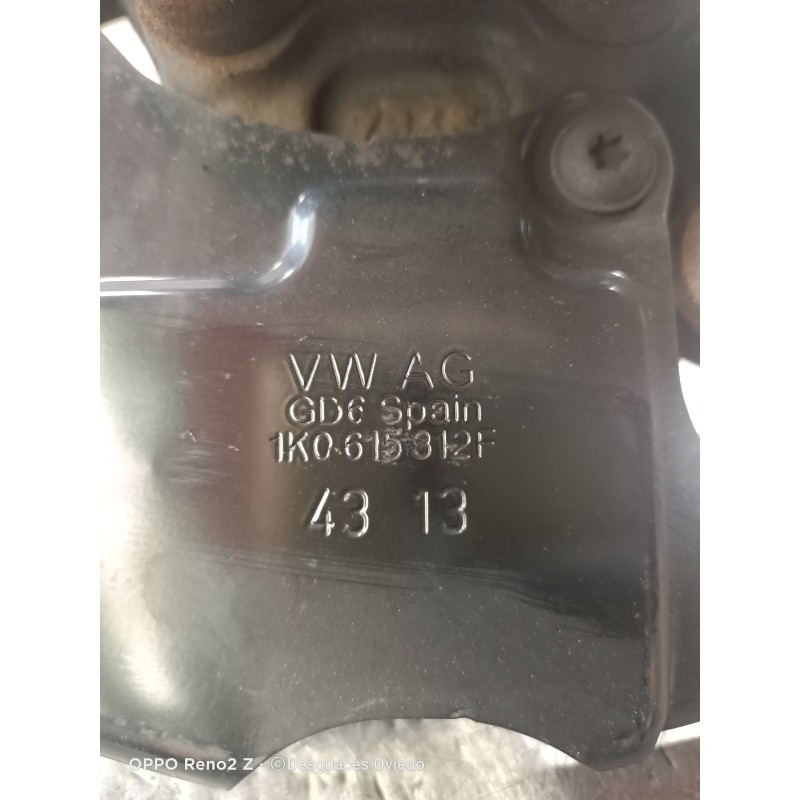 VW AG
GD6 Spain
1K0 615 312F
43 13
OPPO Reno2 Z · ©Desguaces Oviedo